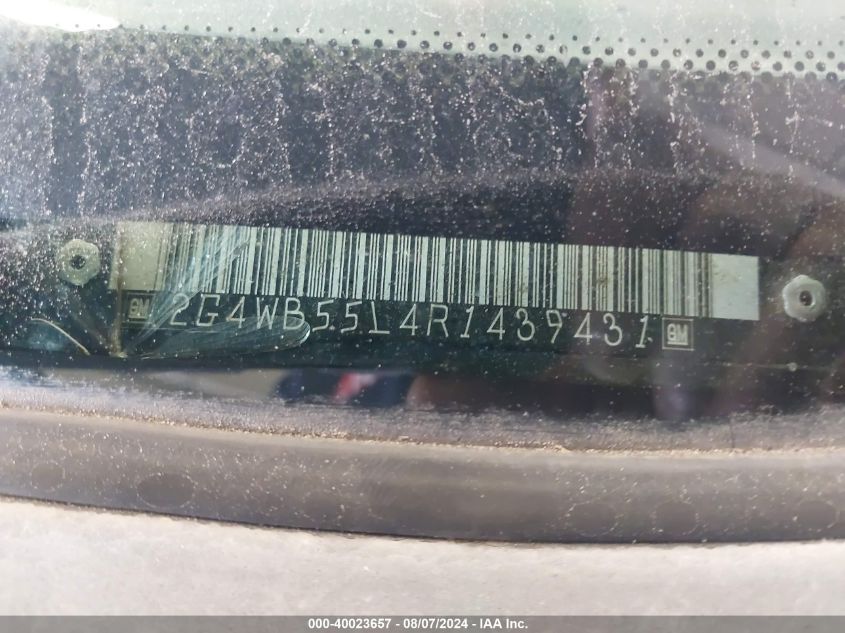 GM 2G4WB55L4R1439431 GM
000-40023657 - 08/07/2024 - IAA Inc.